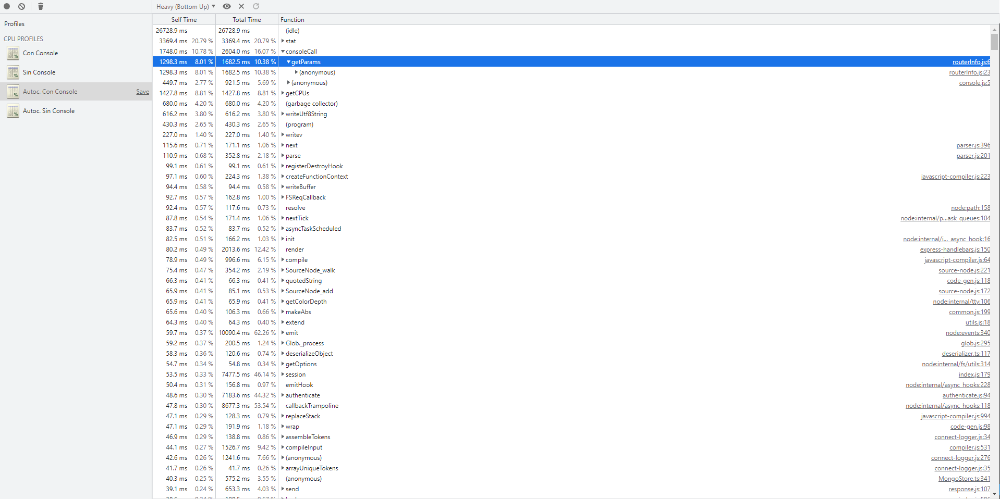 Heavy (Bottom Up)
Profiles
CPU PROFILES
Con Console
Sin Console
Autoc. Con Console Save
Autoc. Sin Console
Self Time Total Time Function
26728.9 ms 26728.9 ms (idle)
3369.4 ms 20.79 % 3369.4 ms 20.79 % stat
1748.0 ms 10.78 % 2604.0 ms 16.07 % consoleCall
1298.3 ms 8.01 % 1682.5 ms 10.38 % getParams routerInfo.js:6
1298.3 ms 8.01 % 1682.5 ms 10.38 % (anonymous) routerInfo.js:23
449.7 ms 2.77 % 921.5 ms 5.69 % (anonymous) console.js:5
1427.8 ms 8.81 % 1427.8 ms 8.81 % getCPUs
680.0 ms 4.20 % 680.0 ms 4.20 % (garbage collector)
616.2 ms 3.80 % 616.2 ms 3.80 % writeUtf8String
430.3 ms 2.65 % 430.3 ms 2.65 % (program)
227.0 ms 1.40 % 227.0 ms 1.40 % writev
115.6 ms 0.71 % 171.1 ms 1.06 % next parser.js:396
110.9 ms 0.68 % 352.8 ms 2.18 % parse parser.js:201
99.1 ms 0.61 % 99.1 ms 0.61 % registerDestroyHook
97.1 ms 0.60 % 224.3 ms 1.38 % createFunctionContext javascript-compiler.js:223
94.4 ms 0.58 % 94.4 ms 0.58 % writeBuffer
92.7 ms 0.57 % 162.8 ms 1.00 % FSReqCallback
92.4 ms 0.57 % 117.6 ms 0.73 % resolve node:path:158
87.8 ms 0.54 % 171.4 ms 1.06 % nextTick node:internal/p...ask_queues:104
83.7 ms 0.52 % 83.7 ms 0.52 % asyncTaskScheduled
82.5 ms 0.51 % 166.2 ms 1.03 % init node:internal/i..._async_hook:16
80.2 ms 0.49 % 2013.6 ms 12.42 % render express-handlebars.js:150
78.9 ms 0.49 % 996.6 ms 6.15 % compile javascript-compiler.js:64
75.4 ms 0.47 % 354.2 ms 2.19 % SourceNode_walk source-node.js:221
66.3 ms 0.41 % 66.3 ms 0.41 % quotedString code-gen.js:118
65.9 ms 0.41 % 85.1 ms 0.53 % SourceNode_add source-node.js:172
65.9 ms 0.41 % 65.9 ms 0.41 % getColorDepth node:internal/tty:106
65.6 ms 0.40 % 106.3 ms 0.66 % makeAbs common.js:199
64.3 ms 0.40 % 64.3 ms 0.40 % extend utils.js:18
59.7 ms 0.37 % 10090.4 ms 62.26 % emit node:events:340
59.2 ms 0.37 % 200.5 ms 1.24 % Glob._process glob.js:295
58.3 ms 0.36 % 120.6 ms 0.74 % deserializeObject deserializer.ts:117
54.7 ms 0.34 % 54.8 ms 0.34 % getOptions node:internal/fs/utils:314
53.5 ms 0.33 % 7477.5 ms 46.14 % session index.js:179
50.4 ms 0.31 % 156.8 ms 0.97 % emitHook node:internal/async_hooks:228
48.6 ms 0.30 % 7183.6 ms 44.32 % authenticate authenticate.js:94
47.8 ms 0.30 % 8677.3 ms 53.54 % callbackTrampoline node:internal/async_hooks:118
47.1 ms 0.29 % 128.3 ms 0.79 % replaceStack javascript-compiler.js:994
47.1 ms 0.29 % 191.9 ms 1.18 % wrap code-gen.js:98
46.9 ms 0.29 % 138.8 ms 0.86 % assembleTokens connect-logger.js:34
44.1 ms 0.27 % 1526.7 ms 9.42 % compileInput compiler.js:531
42.6 ms 0.26 % 1241.6 ms 7.66 % (anonymous) connect-logger.js:276
41.7 ms 0.26 % 41.7 ms 0.26 % arrayUniqueTokens connect-logger.js:35
40.3 ms 0.25 % 575.2 ms 3.55 % (anonymous) MongoStore.ts:341
39.1 ms 0.24 % 653.3 ms 4.03 % send response.js:107